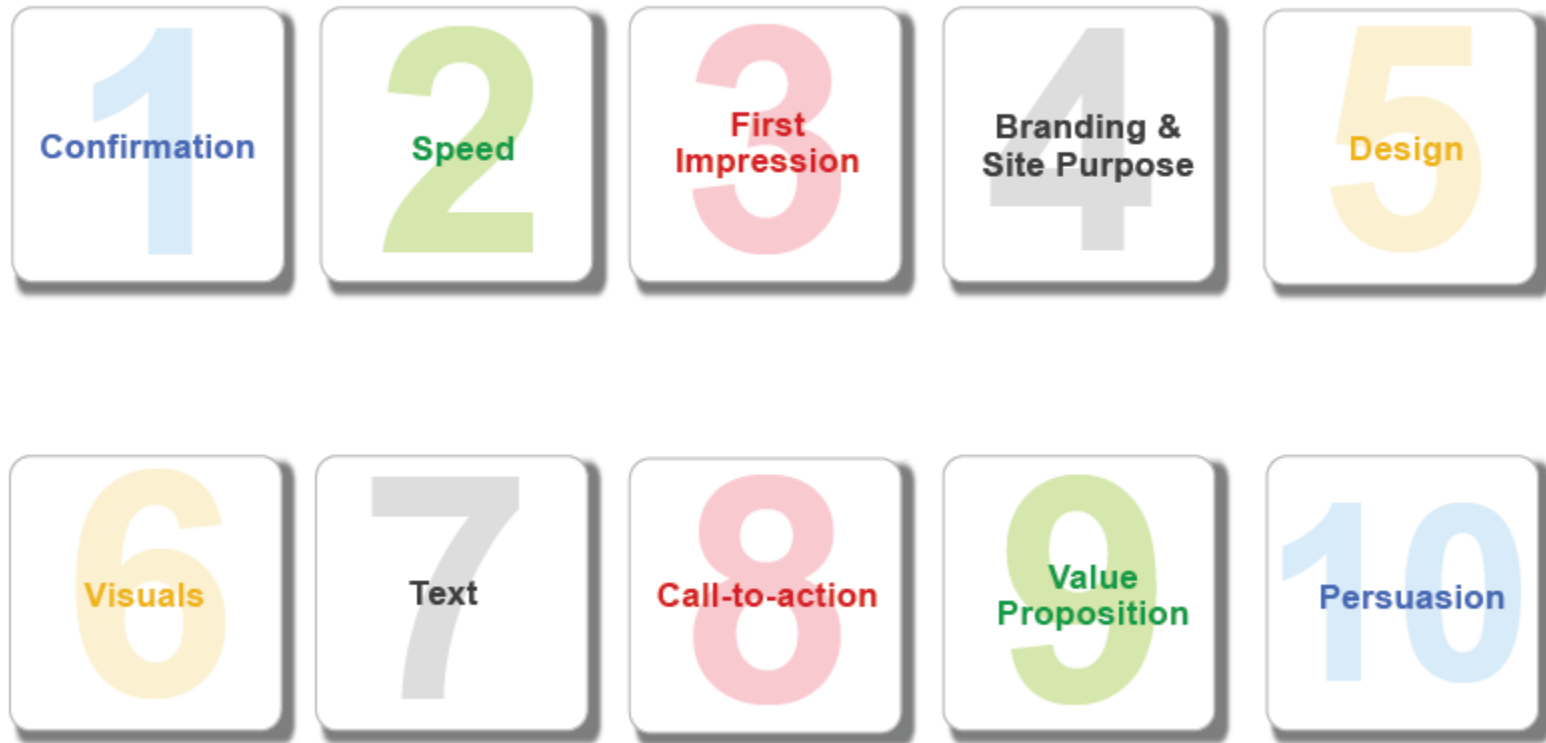 1
Confirmation
2
Speed
3
First
Impression
4
Branding &
Site Purpose
5
Design
6
Visuals
7
Text
8
Call-to-action
9
Value
Proposition
10
Persuasion